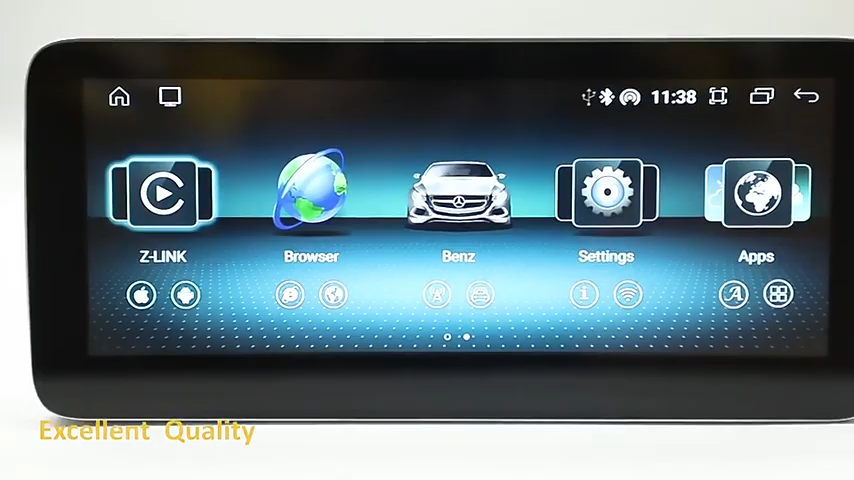 11:38
Z-LINK
Browser
Benz
Settings
Apps
Excellent Quality